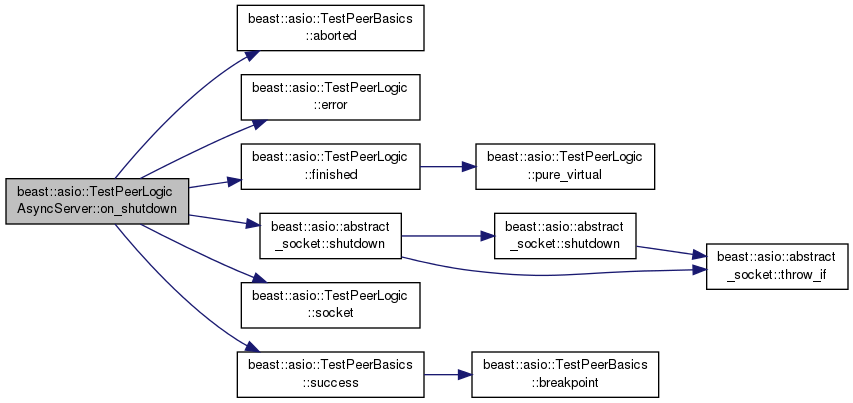 beast::asio::TestPeerBasics
::aborted
beast::asio::TestPeerLogic
::error
beast::asio::TestPeerLogic
::finished
beast::asio::TestPeerLogic
::pure_virtual
beast::asio::TestPeerLogic
AsyncServer::on_shutdown
beast::asio::abstract
_socket::shutdown
beast::asio::abstract
_socket::shutdown
beast::asio::abstract
_socket::throw_if
beast::asio::TestPeerLogic
::socket
beast::asio::TestPeerBasics
::success
beast::asio::TestPeerBasics
::breakpoint